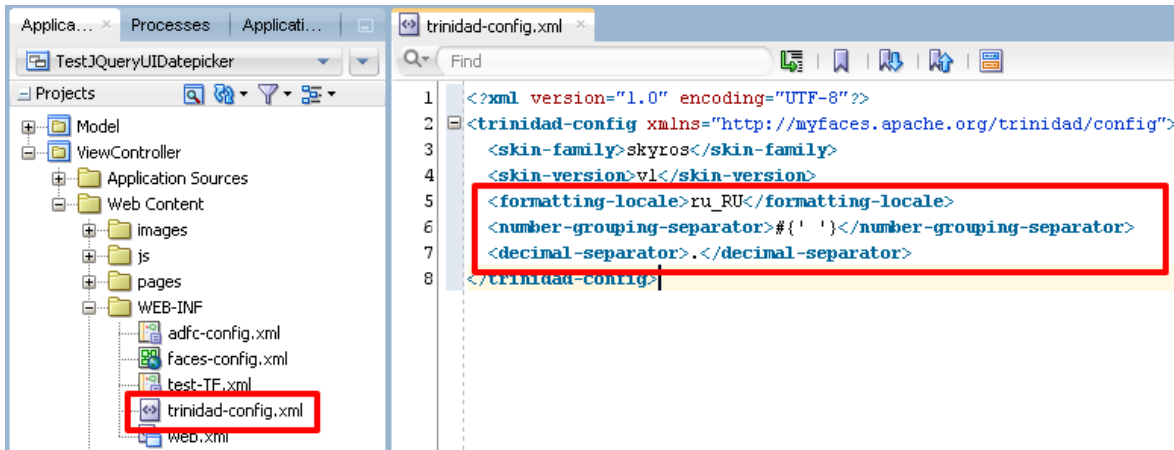 Applica...
Processes
Applicati...
TestJQueryUIDatepicker
Projects
Model
ViewController
Application Sources
Web Content
images
js
pages
WEB-INF
adfc-config.xml
faces-config.xml
test-TF.xml
trinidad-config.xml
web.xml
trinidad-config.xml
Find
1 <?xml version="1.0" encoding="UTF-8"?>
2 <trinidad-config xmlns="http://myfaces.apache.org/trinidad/config">
3 <skin-family>skyros</skin-family>
4 <skin-version>v1</skin-version>
5 <formatting-locale>ru_RU</formatting-locale>
6 <number-grouping-separator>#{' '}</number-grouping-separator>
7 <decimal-separator>.</decimal-separator>
8 </trinidad-config>